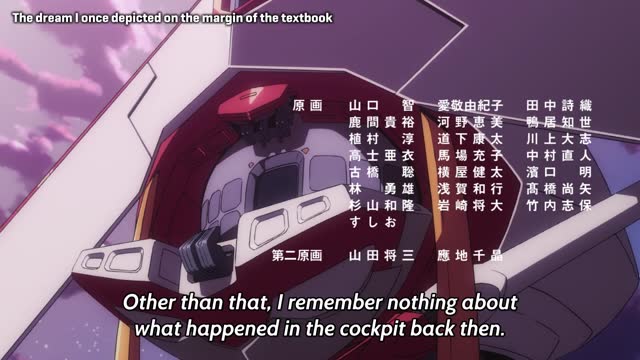 The dream I once depicted on the margin of the textbook
原画 山口智 愛敬由紀子 田中詩織
鹿間貴裕 河野恵美 鴨居知世
植村淳 道下康太 川上大志
高士亜衣 馬場充子 中村直人
古橋聡 横屋健太 濱口明
林勇雄 浅賀和行 髙橋尚矢
杉山和隆 岩崎将大 竹内志保
すしお
第二原画 山田将三 應地千晶
Other than that, I remember nothing about
what happened in the cockpit back then.